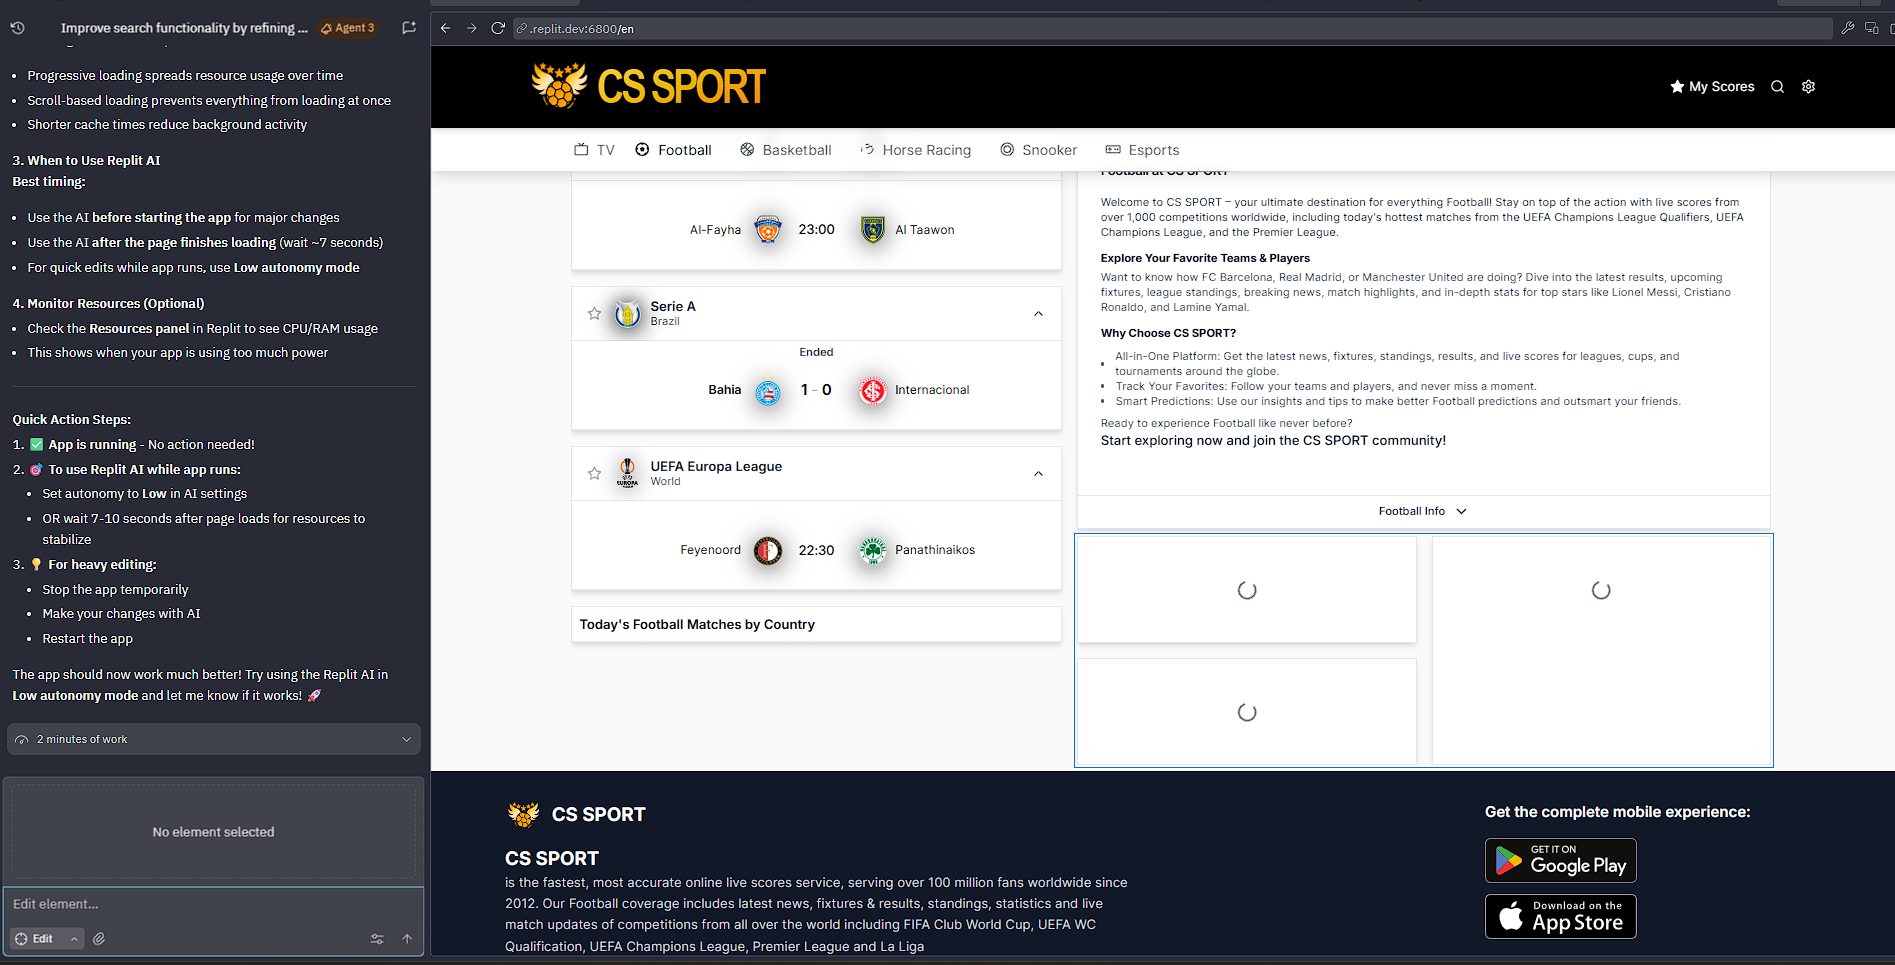 Improve search functionality by refining ...
Agent 3
Progressive loading spreads resource usage over time
Scroll-based loading prevents everything from loading at once
Shorter cache times reduce background activity
3. When to Use Replit AI
Best timing:
Use the AI before starting the app for major changes
Use the AI after the page finishes loading (wait ~7 seconds)
For quick edits while app runs, use Low autonomy mode
4. Monitor Resources (Optional)
Check the Resources panel in Replit to see CPU/RAM usage
This shows when your app is using too much power
Quick Action Steps:
1. ✅ App is running - No action needed!
2. 🎯 To use Replit AI while app runs:
Set autonomy to Low in AI settings
OR wait 7-10 seconds after page loads for resources to
stabilize
3. 💡 For heavy editing:
Stop the app temporarily
Make your changes with AI
Restart the app
The app should now work much better! Try using the Replit AI in
Low autonomy mode and let me know if it works! 🚀
2 minutes of work
No element selected
Edit element...
Edit
.replit.dev:6800/en
CS SPORT
My Scores
TV
Football
Basketball
Horse Racing
Snooker
Esports
Al-Fayha
23:00
Al Taawon
Serie A
Brazil
Ended
Bahia
1 - 0
Internacional
UEFA Europa League
World
EUROPA
Feyenoord
22:30
Panathinaikos
Today's Football Matches by Country
Football at CS SPORT
Welcome to CS SPORT – your ultimate destination for everything Football! Stay on top of the action with live scores from
over 1,000 competitions worldwide, including today's hottest matches from the UEFA Champions League Qualifiers, UEFA
Champions League, and the Premier League.
Explore Your Favorite Teams & Players
Want to know how FC Barcelona, Real Madrid, or Manchester United are doing? Dive into the latest results, upcoming
fixtures, league standings, breaking news, match highlights, and in-depth stats for top stars like Lionel Messi, Cristiano
Ronaldo, and Lamine Yamal.
Why Choose CS SPORT?
All-in-One Platform: Get the latest news, fixtures, standings, results, and live scores for leagues, cups, and
tournaments around the globe.
Track Your Favorites: Follow your teams and players, and never miss a moment.
Smart Predictions: Use our insights and tips to make better Football predictions and outsmart your friends.
Ready to experience Football like never before?
Start exploring now and join the CS SPORT community!
Football Info
CS SPORT
CS SPORT
is the fastest, most accurate online live scores service, serving over 100 million fans worldwide since
2012. Our Football coverage includes latest news, fixtures & results, standings, statistics and live
match updates of competitions from all over the world including FIFA Club World Cup, UEFA WC
Qualification, UEFA Champions League, Premier League and La Liga
Get the complete mobile experience:
GET IT ON
Google Play
Download on the
App Store